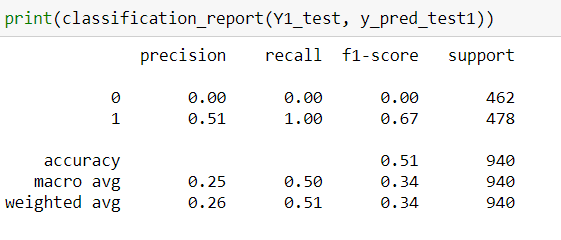 print(classification_report(Y1_test, y_pred_test1))
precision recall f1-score support
0 0.00 0.00 0.00 462
1 0.51 1.00 0.67 478
accuracy 0.51 940
macro avg 0.25 0.50 0.34 940
weighted avg 0.26 0.51 0.34 940